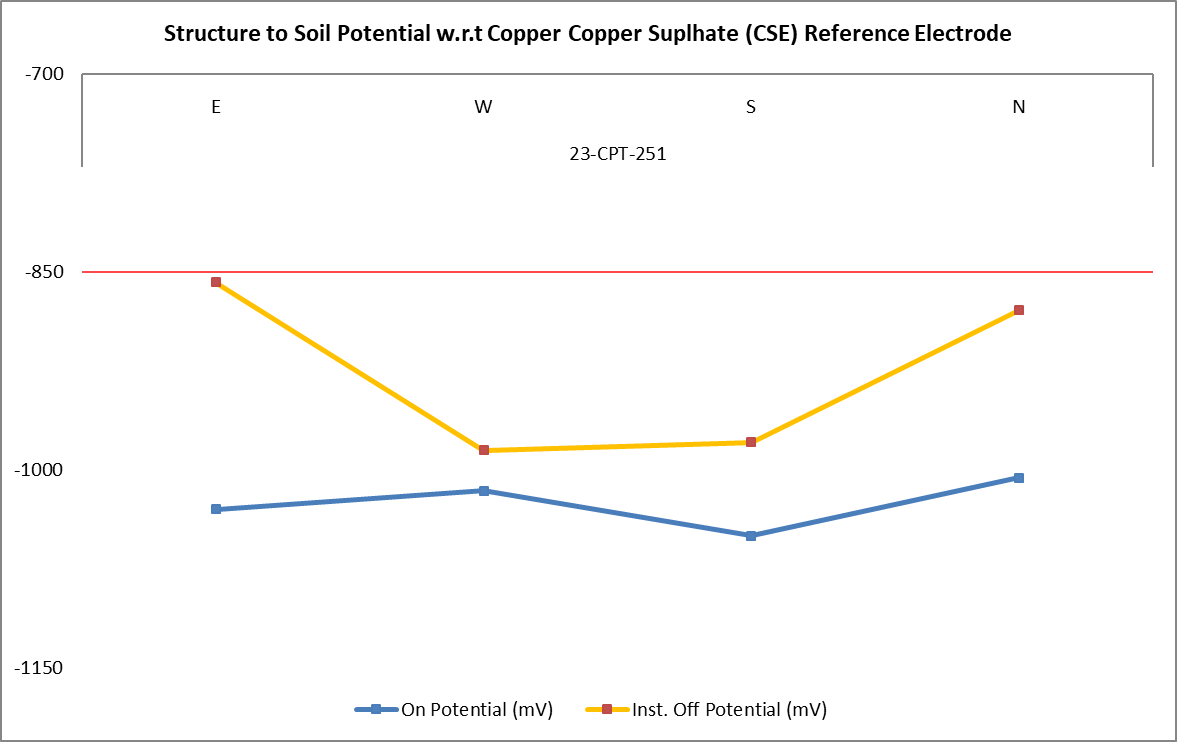 Structure to Soil Potential w.r.t Copper Copper Suplhate (CSE) Reference Electrode
-700
E W S N
23-CPT-251
-850
-1000
-1150
On Potential (mV) Inst. Off Potential (mV)